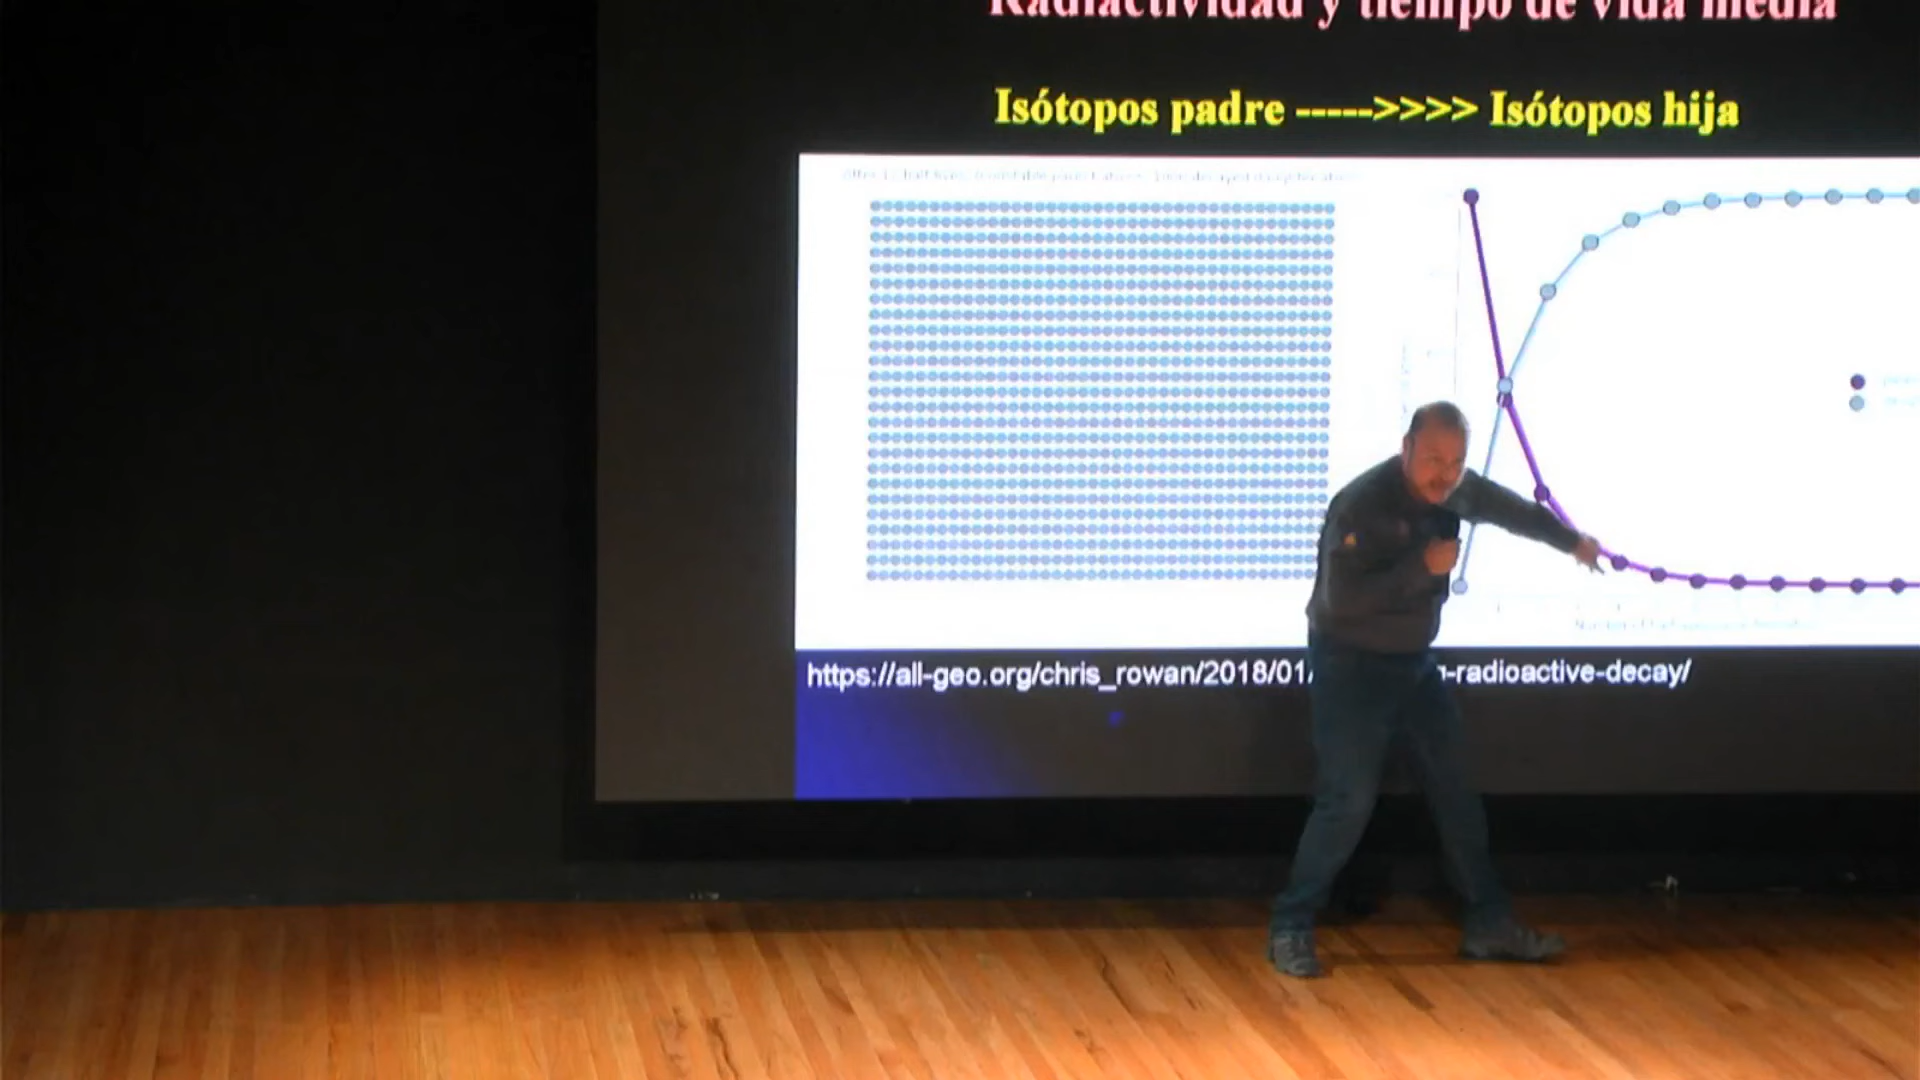 Radiactividad y tiempo de vida media
Isótopos padre ----->>>> Isótopos hija
https://all-geo.org/chris_rowan/2018/01/ -radioactive-decay/